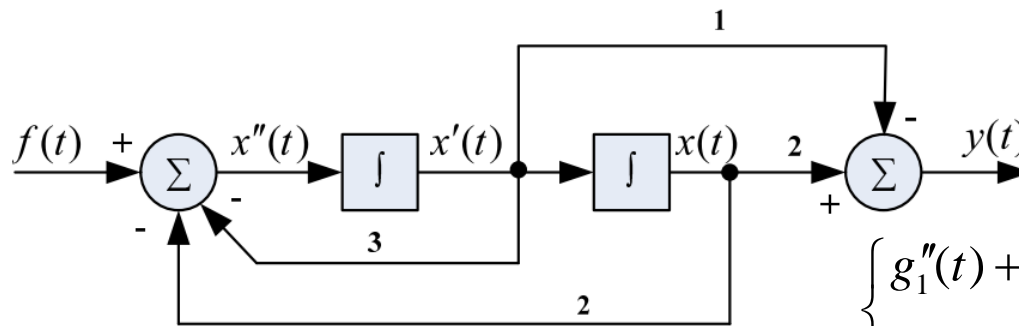 1
f(t) + Σ x″(t) ∫ x′(t) ∫ x(t) 2 Σ y(t)
- - - +
3
2
{ g₁″(t) +